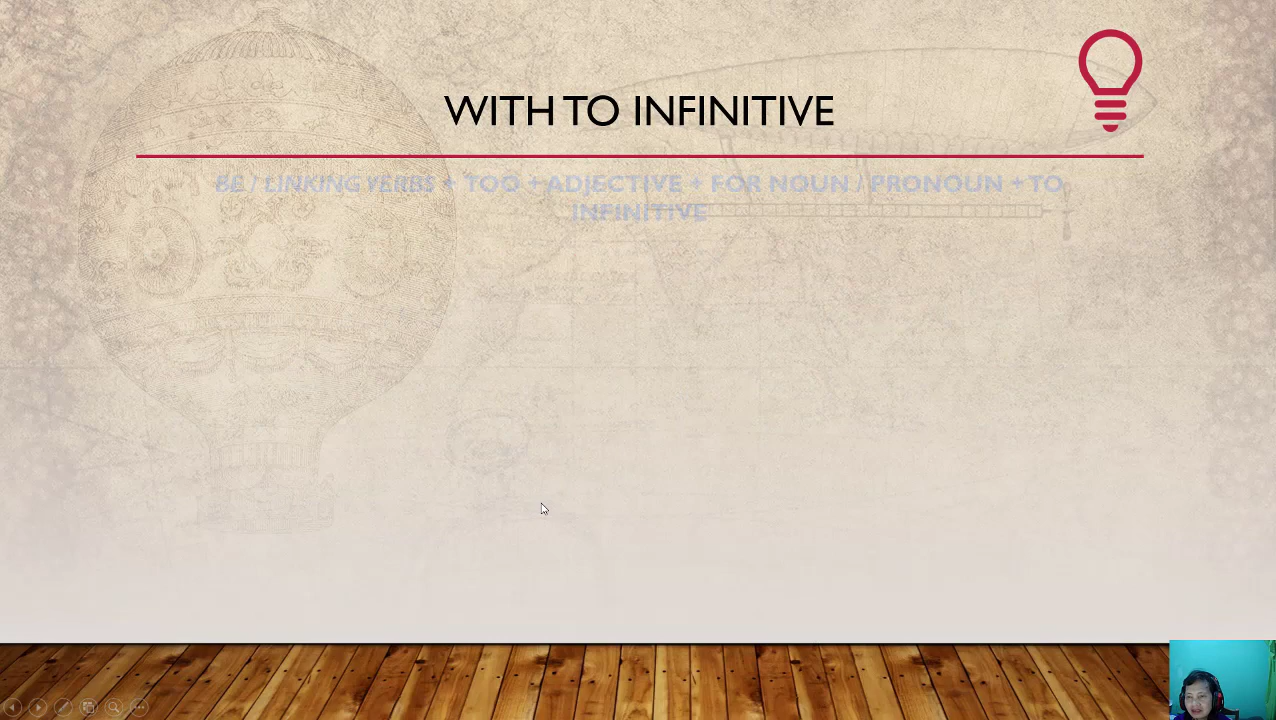 WITH TO INFINITIVE
BE / LINKING VERBS + TOO + ADJECTIVE + FOR NOUN / PRONOUN + TO
INFINITIVE